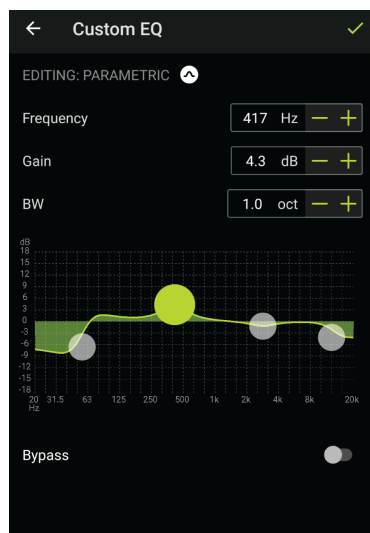 Custom EQ
EDITING: PARAMETRIC
Frequency 417 Hz − +
Gain 4.3 dB − +
BW 1.0 oct − +
dB
18
15
12
9
6
3
0
-3
-6
-9
-12
-15
-18
20 31.5 63 125 250 500 1k 2k 4k 8k 20k
Hz
Bypass